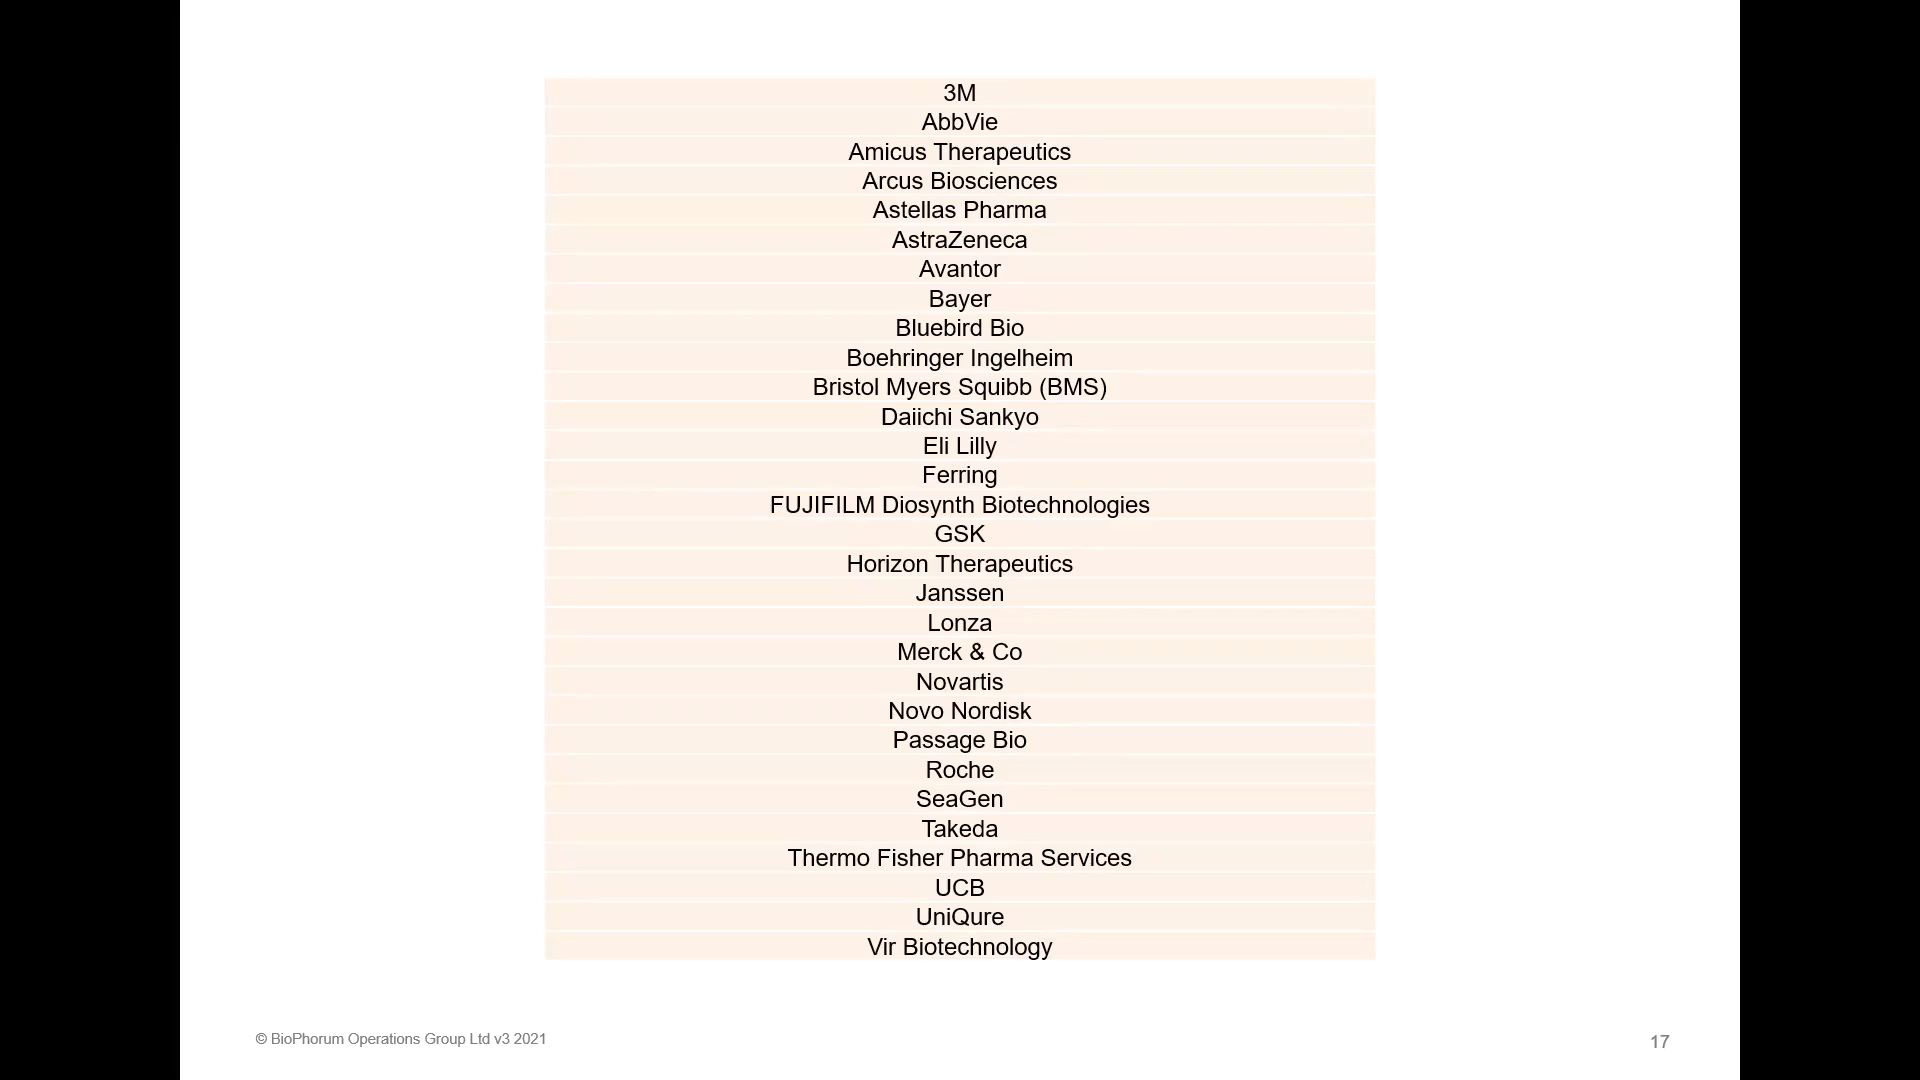 3M
AbbVie
Amicus Therapeutics
Arcus Biosciences
Astellas Pharma
AstraZeneca
Avantor
Bayer
Bluebird Bio
Boehringer Ingelheim
Bristol Myers Squibb (BMS)
Daiichi Sankyo
Eli Lilly
Ferring
FUJIFILM Diosynth Biotechnologies
GSK
Horizon Therapeutics
Janssen
Lonza
Merck & Co
Novartis
Novo Nordisk
Passage Bio
Roche
SeaGen
Takeda
Thermo Fisher Pharma Services
UCB
UniQure
Vir Biotechnology
© BioPhorum Operations Group Ltd v3 2021
17